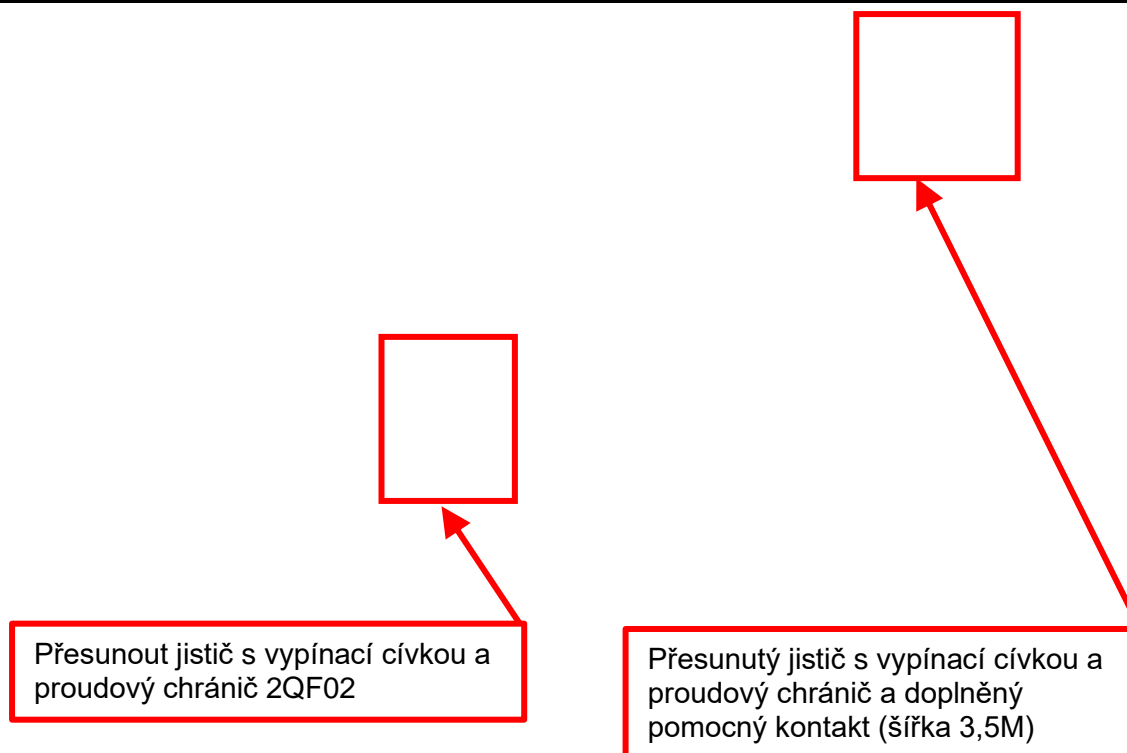 Přesunout jistič s vypínací cívkou a
proudový chránič 2QF02
Přesunutý jistič s vypínací cívkou a
proudový chránič a doplněný
pomocný kontakt (šířka 3,5M)